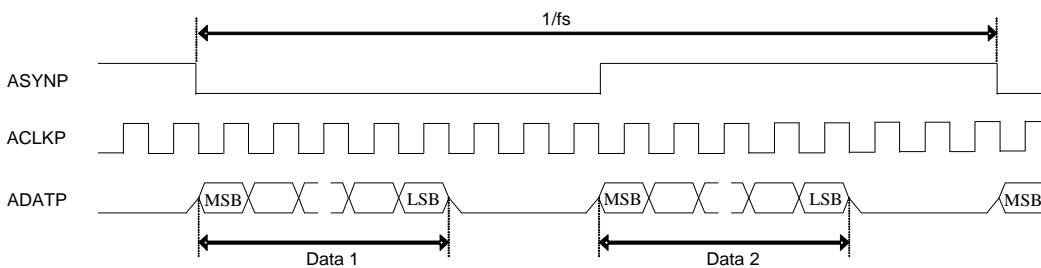 1/fs
ASYNP
ACLKP
ADATP
MSB LSB MSB LSB MSB
Data 1 Data 2